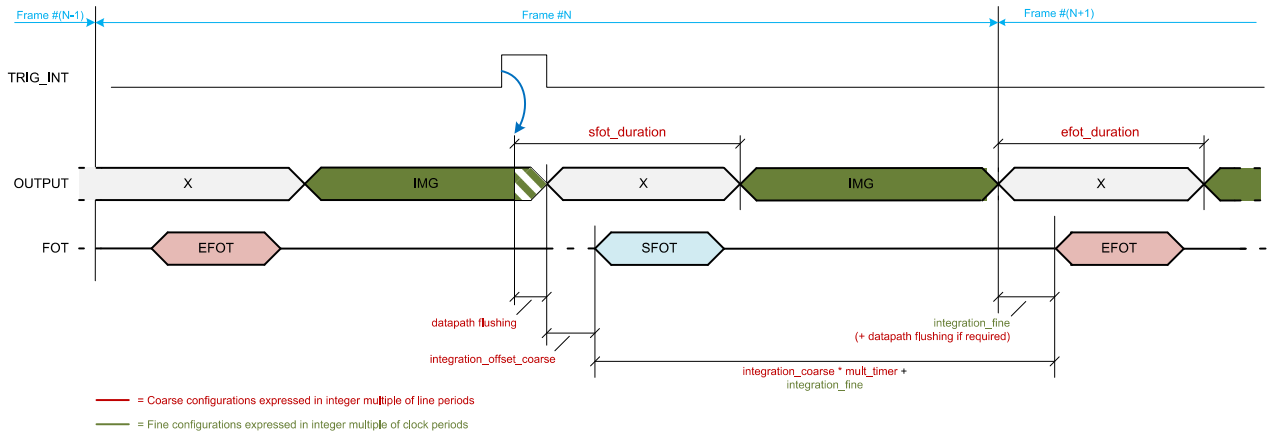 Frame #(N-1)
Frame #N
Frame #(N+1)
TRIG_INT
sfot_duration
efot_duration
OUTPUT
X
IMG
X
IMG
X
FOT
EFOT
SFOT
EFOT
datapath flushing
integration_fine
(+ datapath flushing if required)
integration_offset_coarse
integration_coarse * mult_timer +
integration_fine
= Coarse configurations expressed in integer multiple of line periods
= Fine configurations expressed in integer multiple of clock periods